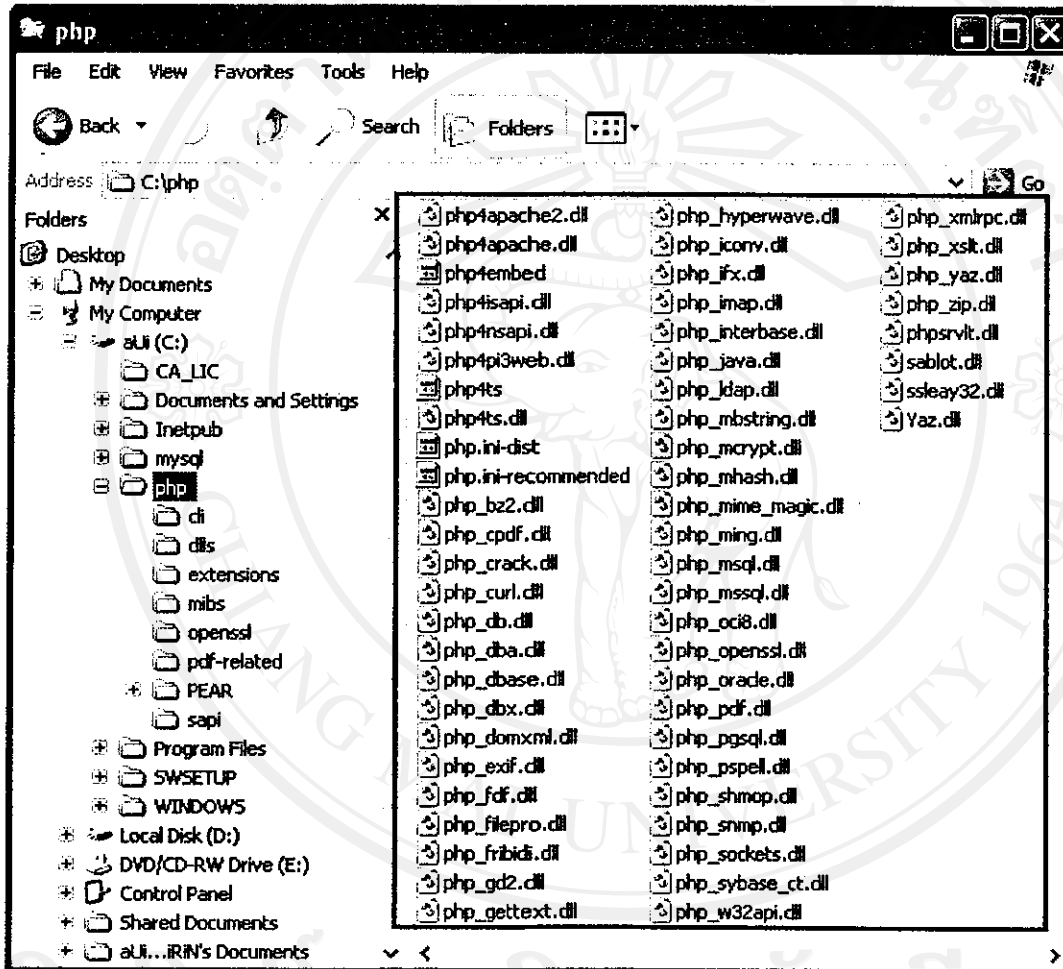 php
File Edit View Favorites Tools Help
Back Search Folders
Address C:\php Go
Folders
Desktop
My Documents
My Computer
aUi (C:)
CA_LIC
Documents and Settings
Inetpub
mysql
php
cli
dlls
extensions
mibs
openssl
pdf-related
PEAR
sapi
Program Files
SWSETUP
WINDOWS
Local Disk (D:)
DVD/CD-RW Drive (E:)
Control Panel
Shared Documents
aUi...iRiN's Documents
php4apache2.dll
php4apache.dll
php4embed
php4isapi.dll
php4nsapi.dll
php4pi3web.dll
php4ts
php4ts.dll
php.ini-dist
php.ini-recommended
php_bz2.dll
php_cpdf.dll
php_crack.dll
php_curl.dll
php_db.dll
php_dba.dll
php_dbase.dll
php_dbx.dll
php_domxml.dll
php_exif.dll
php_fdf.dll
php_filepro.dll
php_fribidi.dll
php_gd2.dll
php_gettext.dll
php_hyperwave.dll
php_iconv.dll
php_ifx.dll
php_imap.dll
php_interbase.dll
php_java.dll
php_ldap.dll
php_mbstring.dll
php_mcrypt.dll
php_mhash.dll
php_mime_magic.dll
php_ming.dll
php_msql.dll
php_mssql.dll
php_oci8.dll
php_openssl.dll
php_oracle.dll
php_pdf.dll
php_pgsql.dll
php_pspell.dll
php_shmop.dll
php_snmp.dll
php_sockets.dll
php_sybase_ct.dll
php_w32api.dll
php_xmlrpc.dll
php_xslt.dll
php_yaz.dll
php_zip.dll
phpsrvlt.dll
sablot.dll
ssleay32.dll
Yaz.dll
CHIANG MAI UNIVERSITY 1964